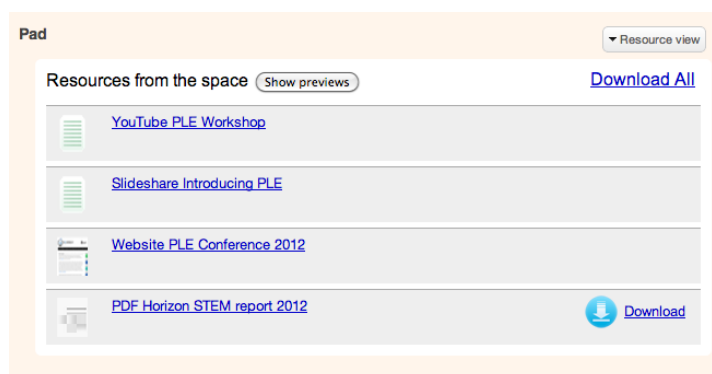 Pad
Resource view
Resources from the space Show previews Download All
YouTube PLE Workshop
Slideshare Introducing PLE
Website PLE Conference 2012
PDF Horizon STEM report 2012 Download